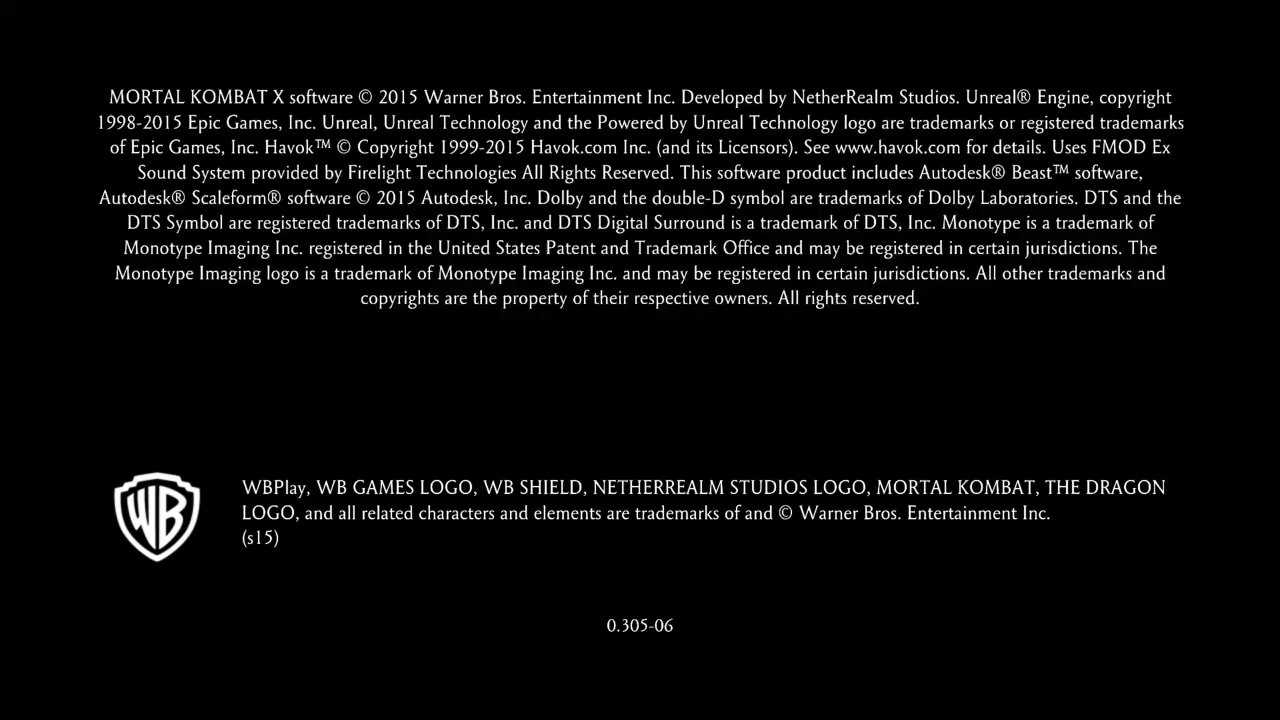 MORTAL KOMBAT X software © 2015 Warner Bros. Entertainment Inc. Developed by NetherRealm Studios. Unreal® Engine, copyright
1998-2015 Epic Games, Inc. Unreal, Unreal Technology and the Powered by Unreal Technology logo are trademarks or registered trademarks
of Epic Games, Inc. Havok™ © Copyright 1999-2015 Havok.com Inc. (and its Licensors). See www.havok.com for details. Uses FMOD Ex
Sound System provided by Firelight Technologies All Rights Reserved. This software product includes Autodesk® Beast™ software,
Autodesk® Scaleform® software © 2015 Autodesk, Inc. Dolby and the double-D symbol are trademarks of Dolby Laboratories. DTS and the
DTS Symbol are registered trademarks of DTS, Inc. and DTS Digital Surround is a trademark of DTS, Inc. Monotype is a trademark of
Monotype Imaging Inc. registered in the United States Patent and Trademark Office and may be registered in certain jurisdictions. The
Monotype Imaging logo is a trademark of Monotype Imaging Inc. and may be registered in certain jurisdictions. All other trademarks and
copyrights are the property of their respective owners. All rights reserved.
WB
WBPlay, WB GAMES LOGO, WB SHIELD, NETHERREALM STUDIOS LOGO, MORTAL KOMBAT, THE DRAGON
LOGO, and all related characters and elements are trademarks of and © Warner Bros. Entertainment Inc.
(s15)
0.305-06